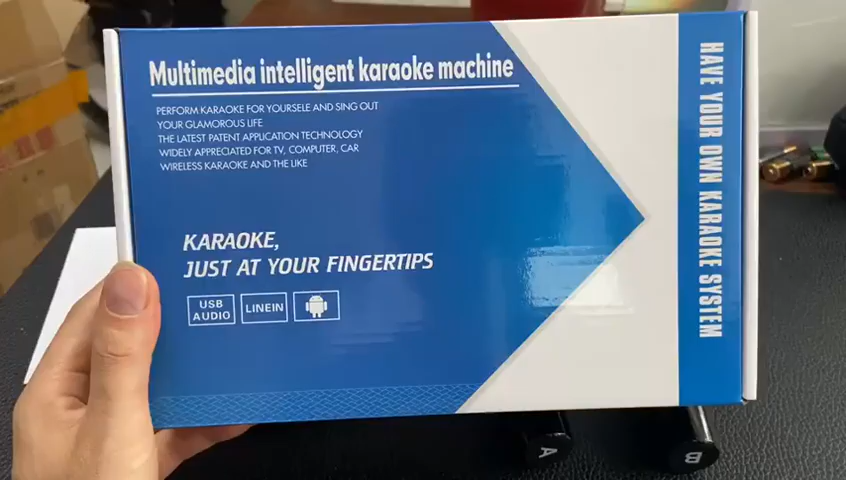 Multimedia intelligent karaoke machine
PERFORM KARAOKE FOR YOURSELE AND SING OUT
YOUR GLAMOROUS LIFE
THE LATEST PATENT APPLICATION TECHNOLOGY
WIDELY APPRECIATED FOR TV, COMPUTER, CAR
WIRELESS KARAOKE AND THE LIKE
KARAOKE,
JUST AT YOUR FINGERTIPS
USB
AUDIO
LINEIN
HAVE YOUR OWN KARAOKE SYSTEM
A
B